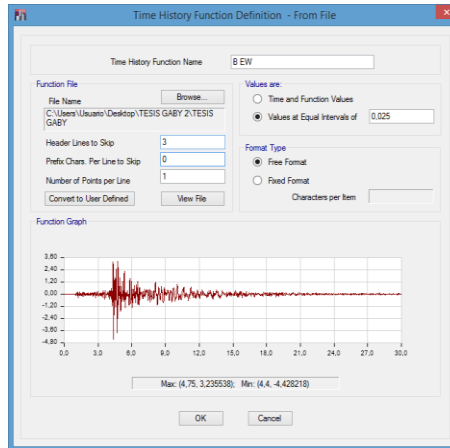 Time History Function Definition - From File
Time History Function Name
B EW
Function File
File Name
Browse...
C:\Users\Usuario\Desktop\TESIS GABY 2\TESIS
GABY
Header Lines to Skip
3
Prefix Chars. Per Line to Skip
0
Number of Points per Line
1
Convert to User Defined
View File
Values are:
Time and Function Values
Values at Equal Intervals of
0,025
Format Type
Free Format
Fixed Format
Characters per Item
Function Graph
3,60
2,40
1,20
0,00
-1,20
-2,40
-3,60
-4,80
0,0 3,0 6,0 9,0 12,0 15,0 18,0 21,0 24,0 27,0 30,0
Max: (4,75, 3,235538); Min: (4,4, -4,428218)
OK
Cancel